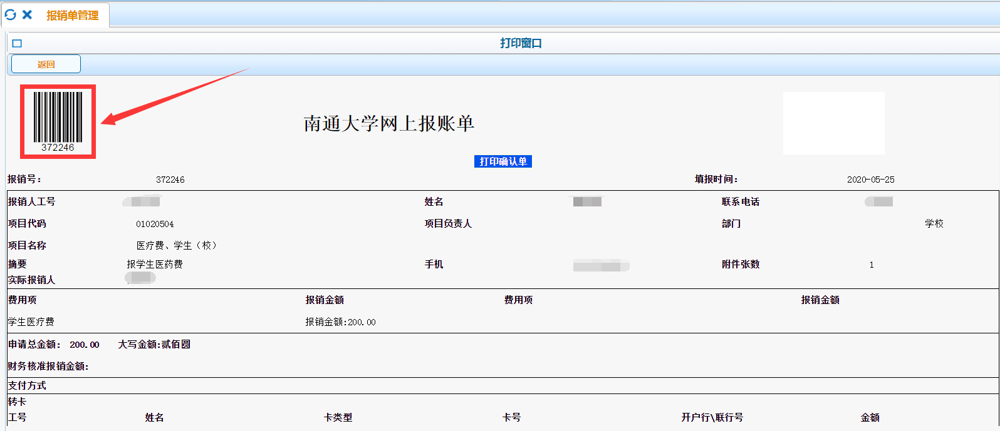 报销单管理
打印窗口
返回
372246
南通大学网上报账单
打印确认单
报销号： 372246 填报时间： 2020-05-25
报销人工号 姓名 联系电话
项目代码 01020504 项目负责人 部门 学校
项目名称 医疗费、学生（校）
摘要 报学生医药费 手机 附件张数 1
实际报销人
费用项 报销金额 费用项 报销金额
学生医疗费 报销金额:200.00
申请总金额： 200.00 大写金额:贰佰圆
财务核准报销金额:
支付方式
转卡
工号 姓名 卡类型 卡号 开户行\联行号 金额